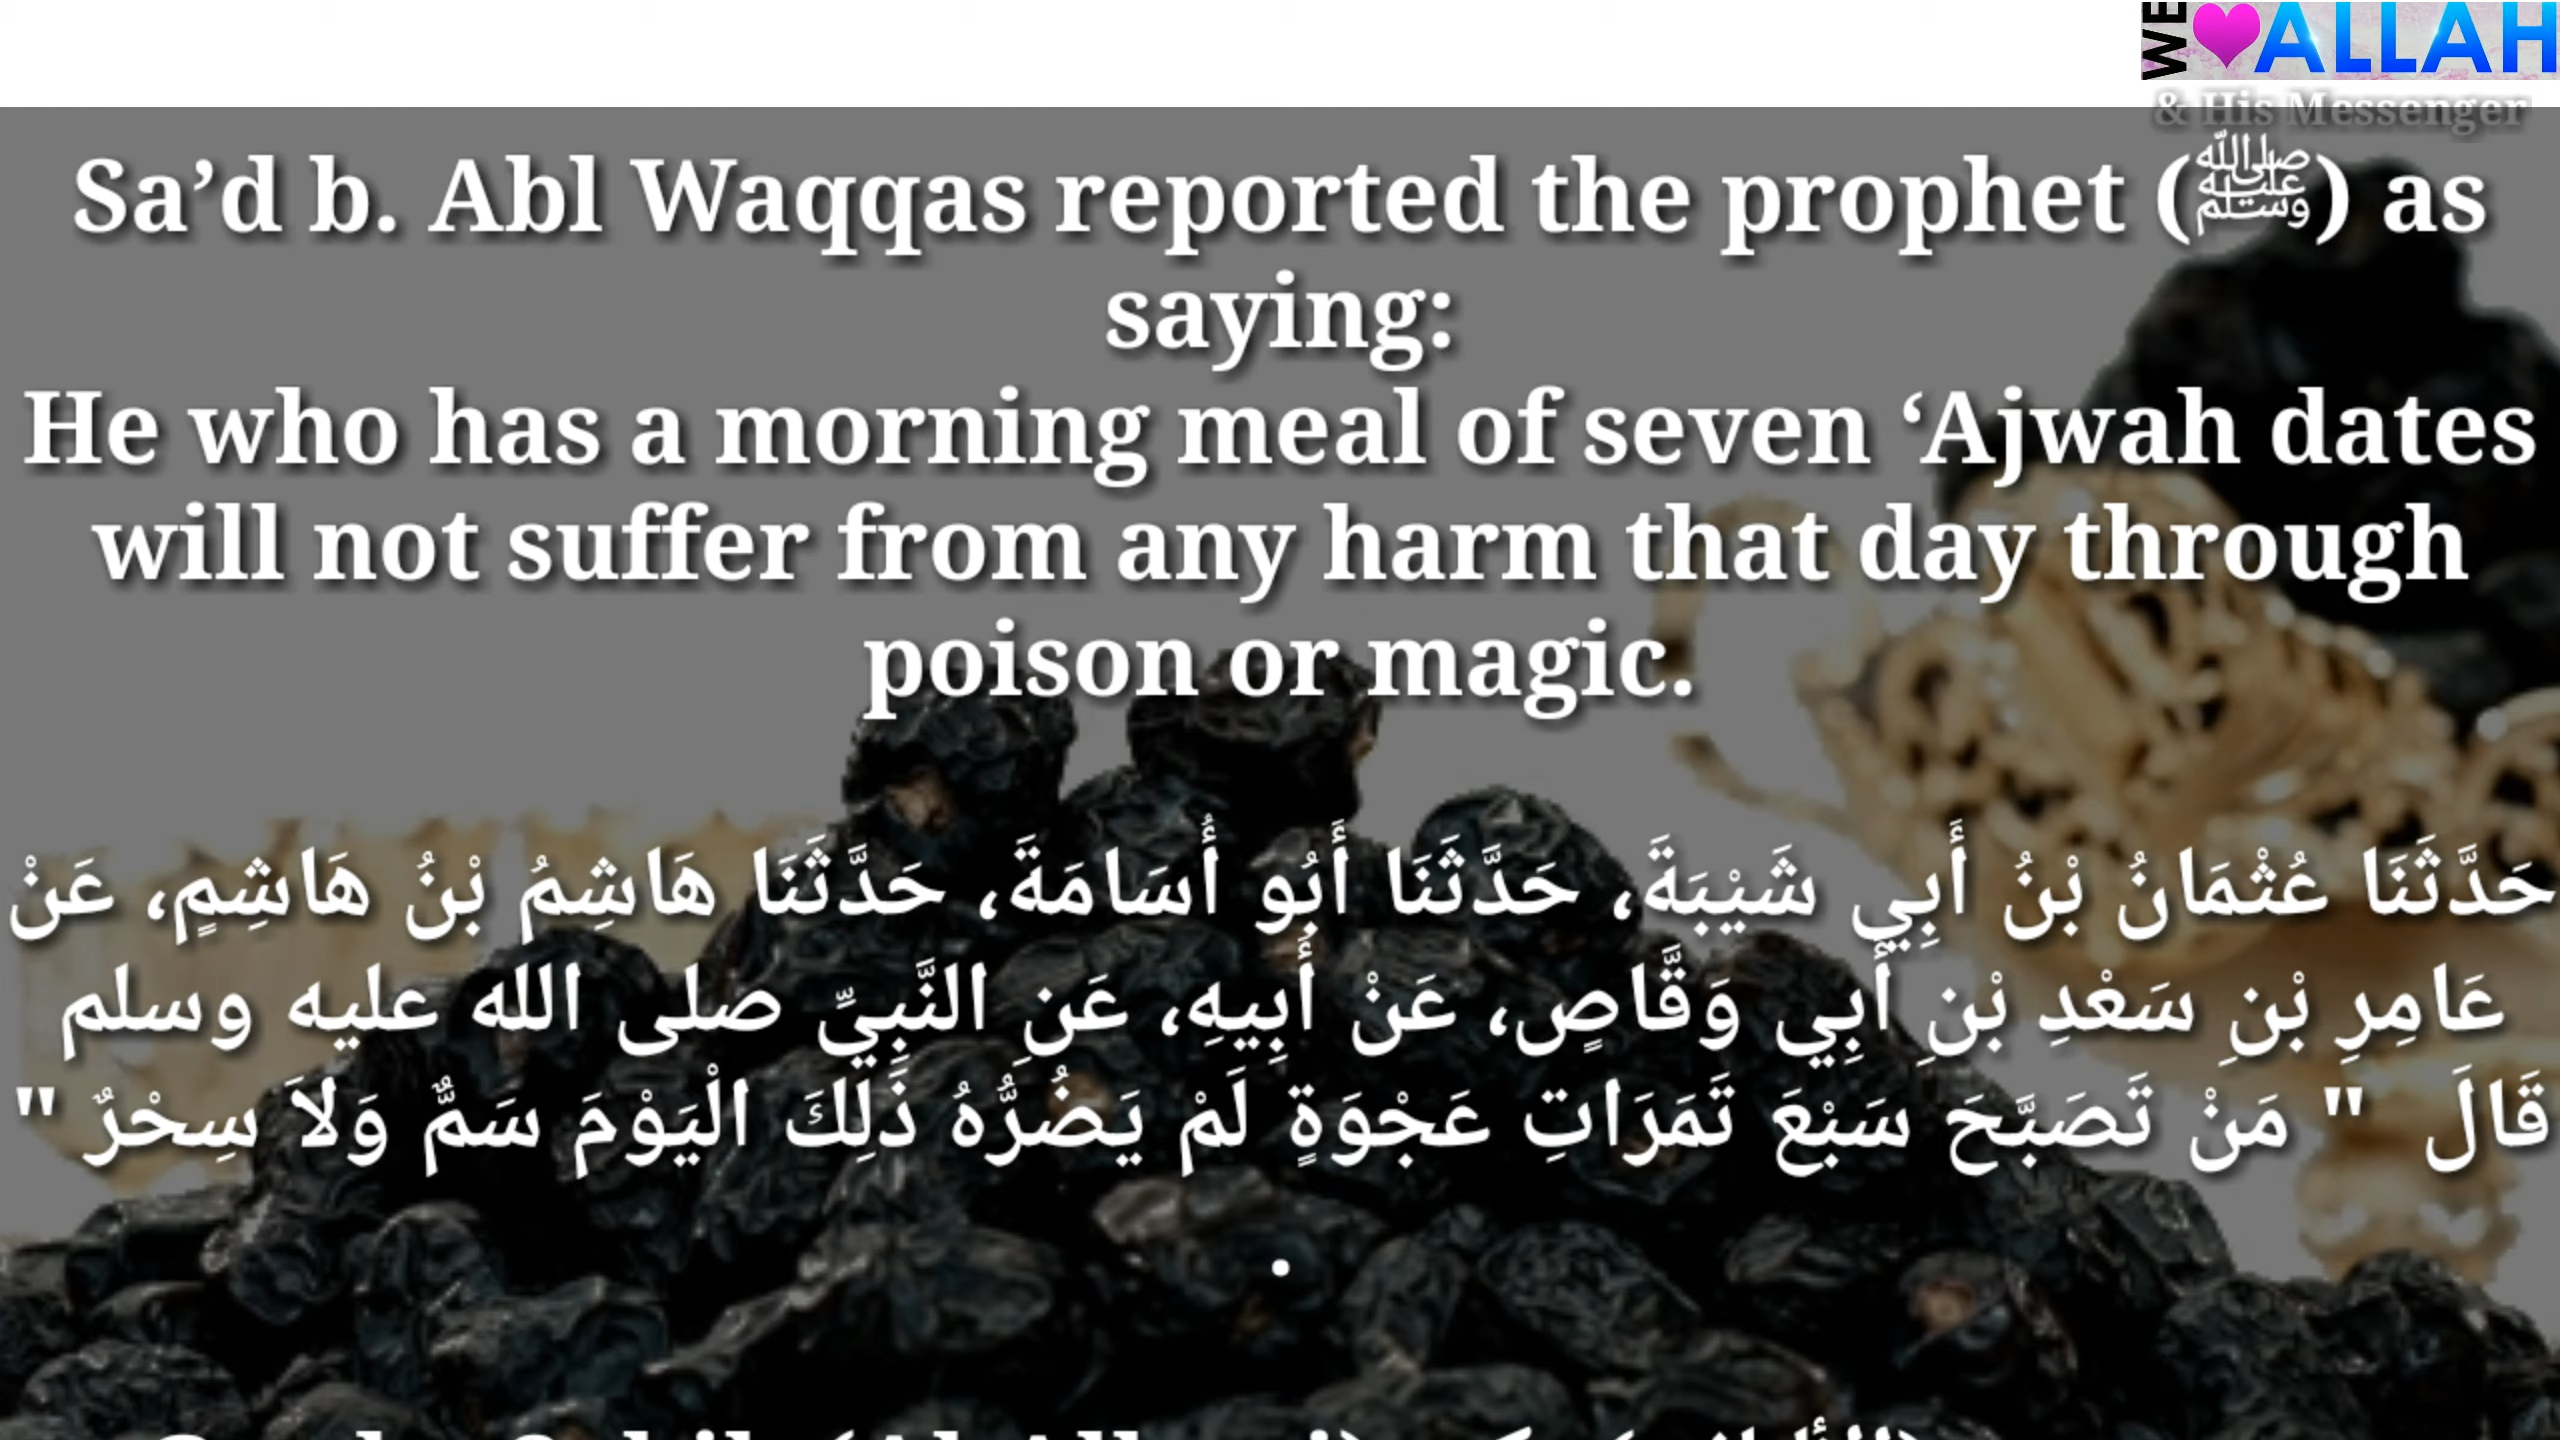 WE ALLAH
& His Messenger
Sa’d b. Abl Waqqas reported the prophet (ﷺ) as
saying:
He who has a morning meal of seven ‘Ajwah dates
will not suffer from any harm that day through
poison or magic.
حَدَّثَنَا عُثْمَانُ بْنُ أَبِي شَيْبَةَ، حَدَّثَنَا أَبُو أُسَامَةَ، حَدَّثَنَا هَاشِمُ بْنُ هَاشِمٍ، عَنْ
عَامِرِ بْنِ سَعْدِ بْنِ أَبِي وَقَّاصٍ، عَنْ أَبِيهِ، عَنِ النَّبِيِّ صلى الله عليه وسلم
قَالَ " مَنْ تَصَبَّحَ سَبْعَ تَمَرَاتِ عَجْوَةٍ لَمْ يَضُرُّهُ ذَلِكَ الْيَوْمَ سَمٌّ وَلاَ سِحْرٌ "
.